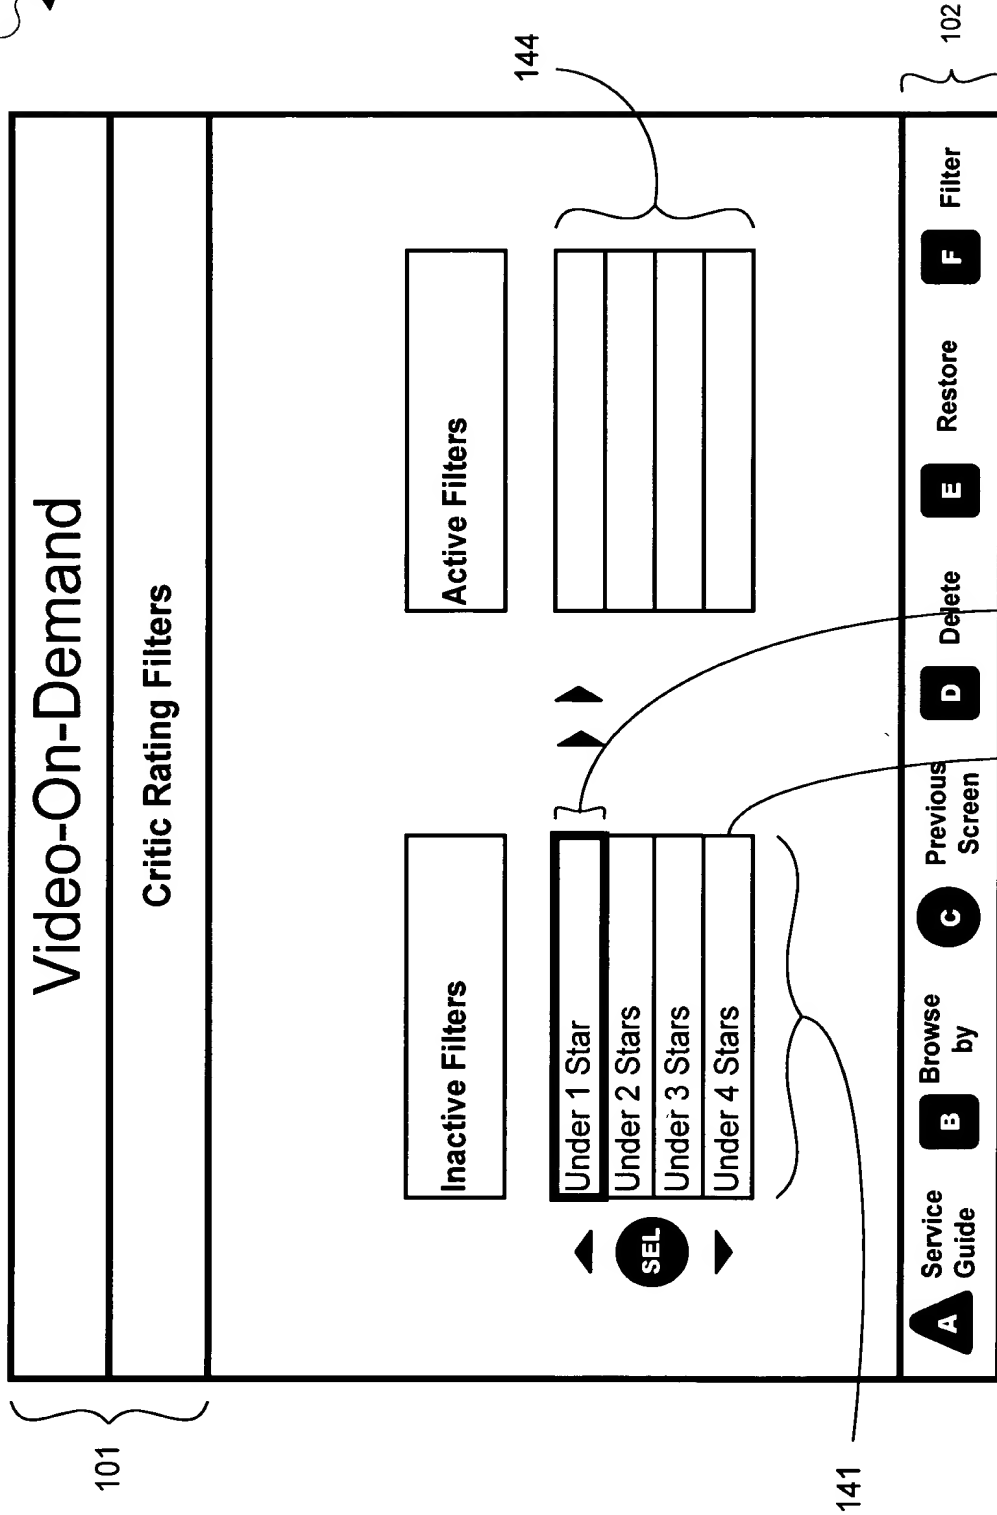 Video-On-Demand
Critic Rating Filters
101
Inactive Filters
Active Filters
Under 1 Star
Under 2 Stars
Under 3 Stars
Under 4 Stars
SEL
144
141
A Service Guide
B Browse by
C Previous Screen
D Delete
E Restore
F Filter
102